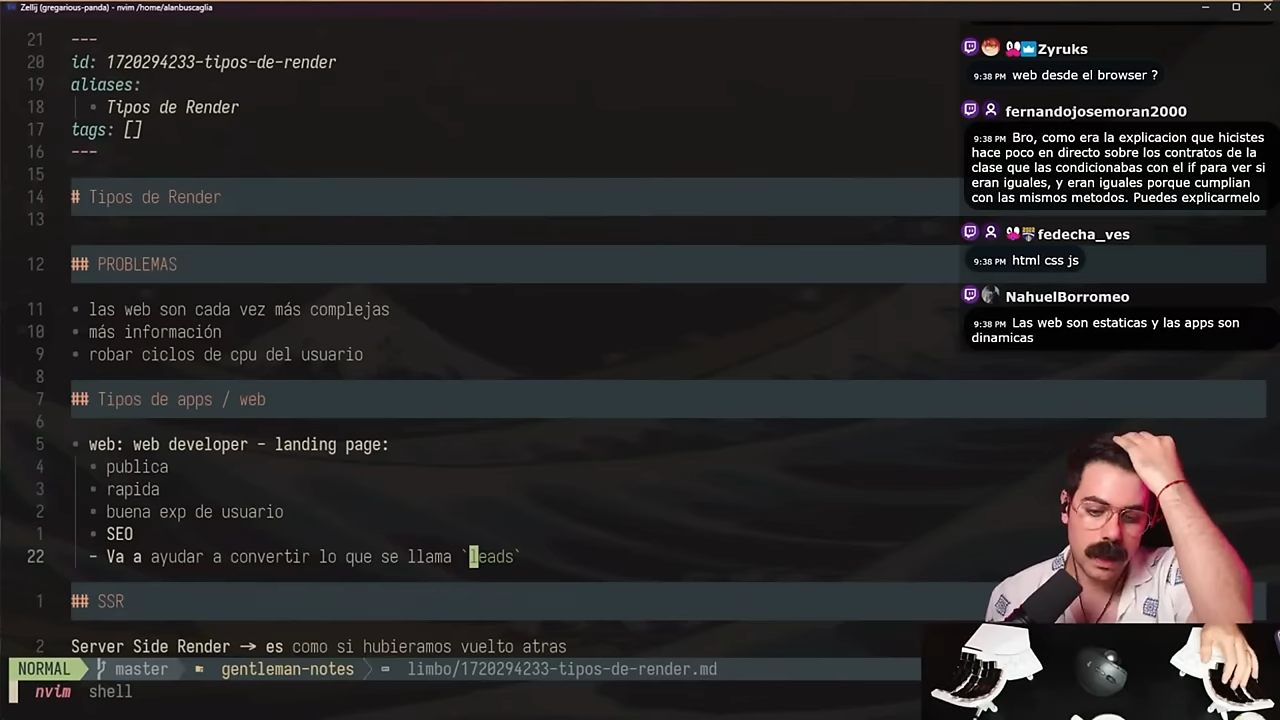 Zellij (gregarious-panda) - nvim /home/alanbuscaglia
21 ---
20 id: 1720294233-tipos-de-render
19 aliases:
18 • Tipos de Render
17 tags: []
16 ---
15
14 # Tipos de Render
13
12 ## PROBLEMAS
11 • las web son cada vez más complejas
10 • más información
9 • robar ciclos de cpu del usuario
8
7 ## Tipos de apps / web
6
5 • web: web developer - landing page:
4 • publica
3 • rapida
2 • buena exp de usuario
1 • SEO
22 - Va a ayudar a convertir lo que se llama `leads`
1 ## SSR
2 Server Side Render -> es como si hubieramos vuelto atras
NORMAL master gentleman-notes limbo/1720294233-tipos-de-render.md
nvim shell
Zyruks
9:38 PM web desde el browser ?
fernandojosemoran2000
9:38 PM Bro, como era la explicacion que hicistes
hace poco en directo sobre los contratos de la
clase que las condicionabas con el if para ver si
eran iguales, y eran iguales porque cumplian
con las mismos metodos. Puedes explicarmelo
fedecha_ves
9:38 PM html css js
NahuelBorromeo
9:38 PM Las web son estaticas y las apps son
dinamicas